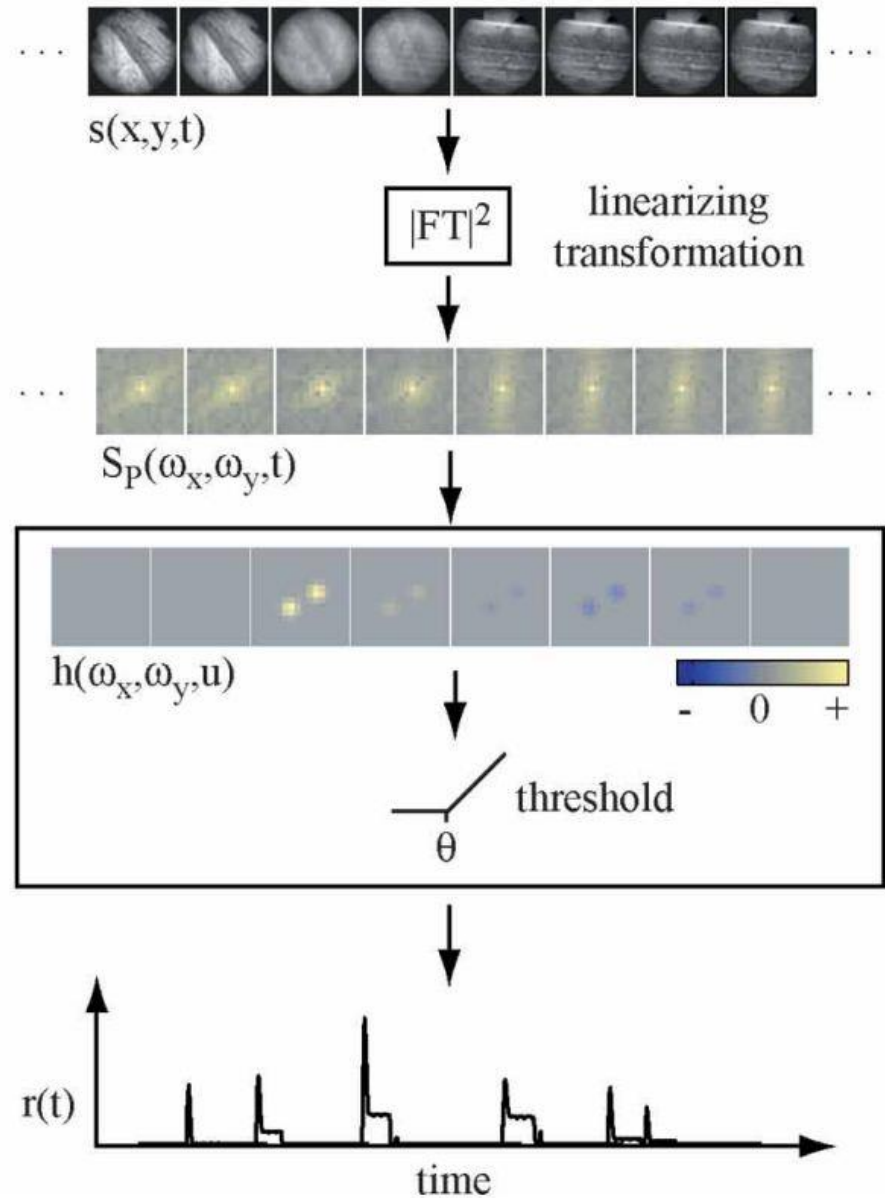 . . . . . .
s(x,y,t)
|FT|²
linearizing
transformation
. . . . . .
S_P(ω_x,ω_y,t)
h(ω_x,ω_y,u)
- 0 +
threshold
θ
r(t)
time